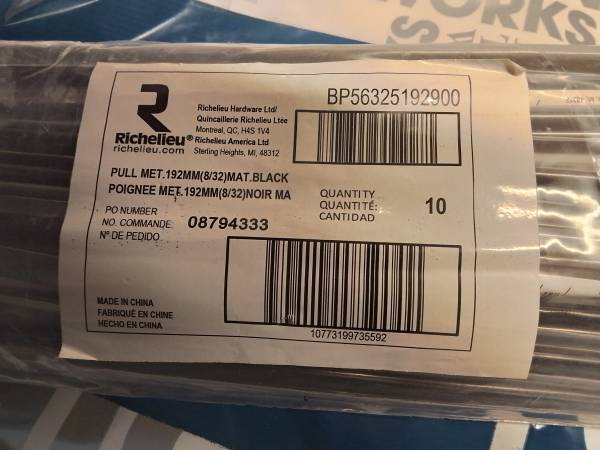 WORKS
BP56325192900
R
Richelieu®
richelieu.com
Richelieu Hardware Ltd/
Quincaillerie Richelieu Ltée
Montreal, QC, H4S 1V4
Richelieu America Ltd
Sterling Heights, MI, 48312
PULL MET.192MM(8/32)MAT.BLACK
POIGNEE MET.192MM(8/32)NOIR MA
QUANTITY
QUANTITÉ: 10
CANTIDAD
PO NUMBER
NO. COMMANDE: 08794333
Nº DE PEDIDO
MADE IN CHINA
FABRIQUÉ EN CHINE
HECHO EN CHINA
10773199735592